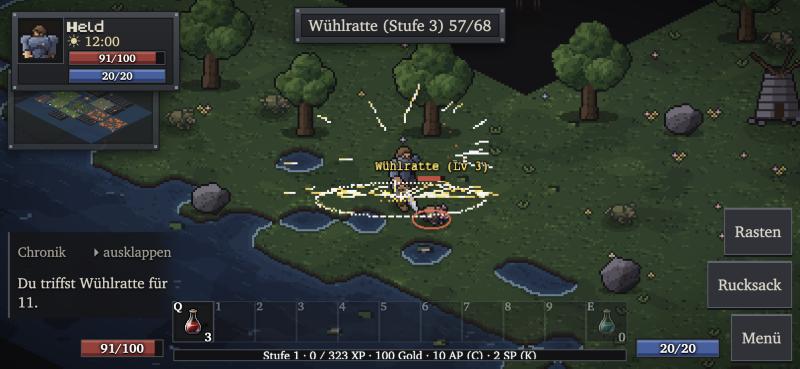 Wühlratte (Stufe 3) 57/68
Held
12:00
91/100
20/20
Wühlratte (Lv 3)
Rasten
Chronik
ausklappen
Rucksack
Du triffst Wühlratte für
11.
Q 1 2 3 4 5 6 7 8 9 E
3
0
Menü
91/100
20/20
Stufe 1 · 0 / 323 XP · 100 Gold · 10 AP (C) · 2 SP (K)